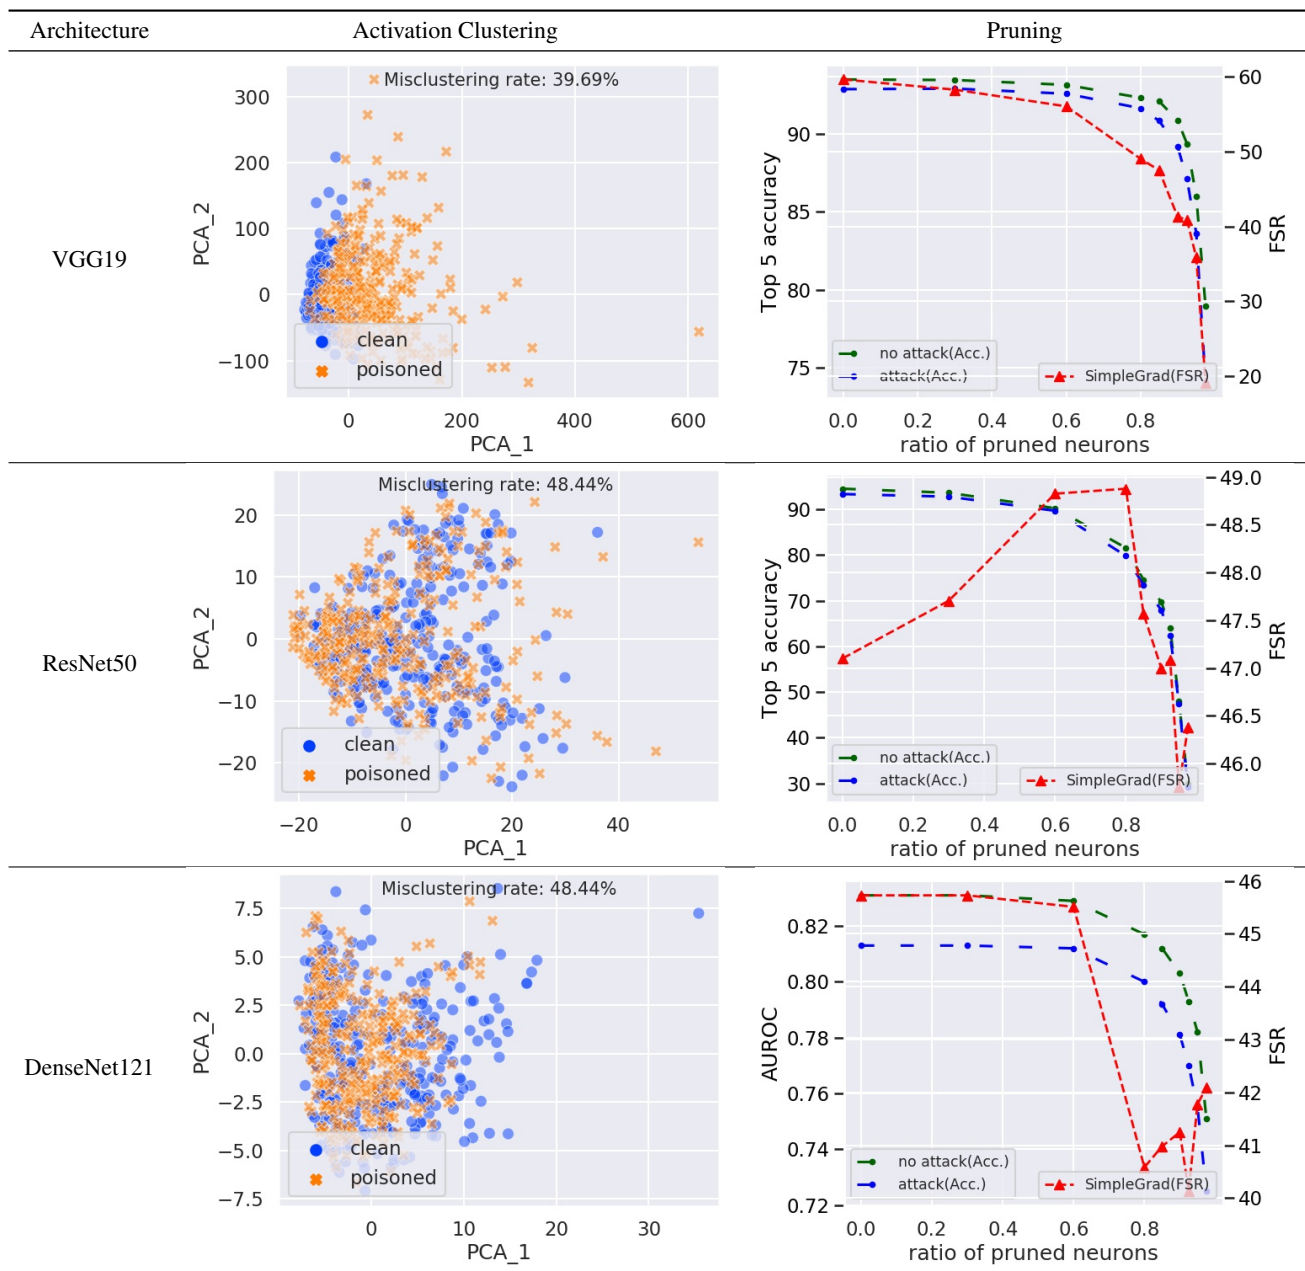 Architecture Activation Clustering Pruning
VGG19
Misclustering rate: 39.69%
300
200
100
0
−100
PCA_2
clean
poisoned
0 200 400 600
PCA_1
90
85
80
75
Top 5 accuracy
60
50
40
30
20
FSR
no attack(Acc.)
attack(Acc.)
SimpleGrad(FSR)
0.0 0.2 0.4 0.6 0.8
ratio of pruned neurons
ResNet50
Misclustering rate: 48.44%
20
10
0
−10
−20
PCA_2
clean
poisoned
−20 0 20 40
PCA_1
90
80
70
60
50
40
30
Top 5 accuracy
49.0
48.5
48.0
47.5
47.0
46.5
46.0
FSR
no attack(Acc.)
attack(Acc.)
SimpleGrad(FSR)
0.0 0.2 0.4 0.6 0.8
ratio of pruned neurons
DenseNet121
Misclustering rate: 48.44%
7.5
5.0
2.5
0.0
−2.5
−5.0
−7.5
PCA_2
clean
poisoned
0 10 20 30
PCA_1
0.82
0.80
0.78
0.76
0.74
0.72
AUROC
46
45
44
43
42
41
40
FSR
no attack(Acc.)
attack(Acc.)
SimpleGrad(FSR)
0.0 0.2 0.4 0.6 0.8
ratio of pruned neurons